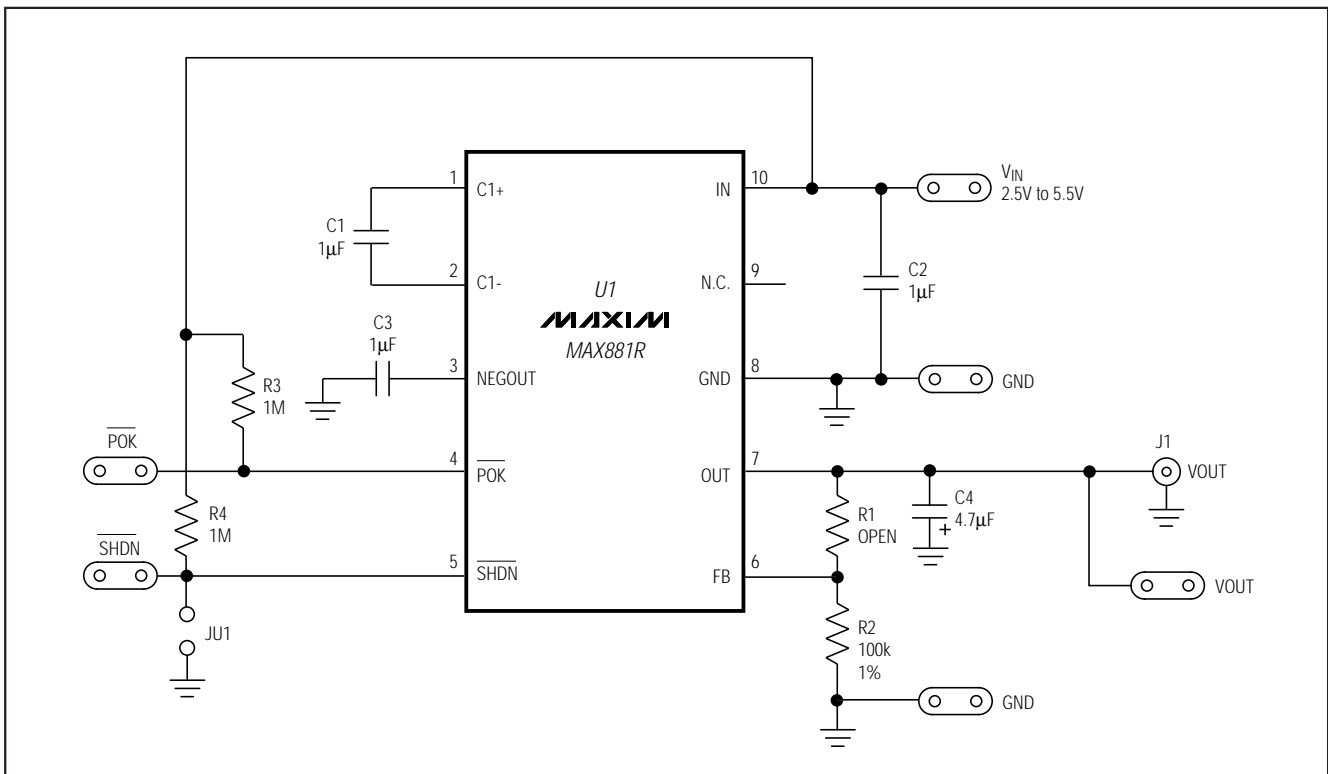 VIN
2.5V to 5.5V
1
C1+
IN
10
C1
1µF
2
C1-
N.C.
9
C2
1µF
U1
MAXIM
MAX881R
C3
1µF
3
NEGOUT
GND
8
GND
R3
1M
POK
4
POK
OUT
7
J1
VOUT
R1
OPEN
C4
4.7µF
+
R4
1M
SHDN
5
SHDN
FB
6
VOUT
JU1
R2
100k
1%
GND